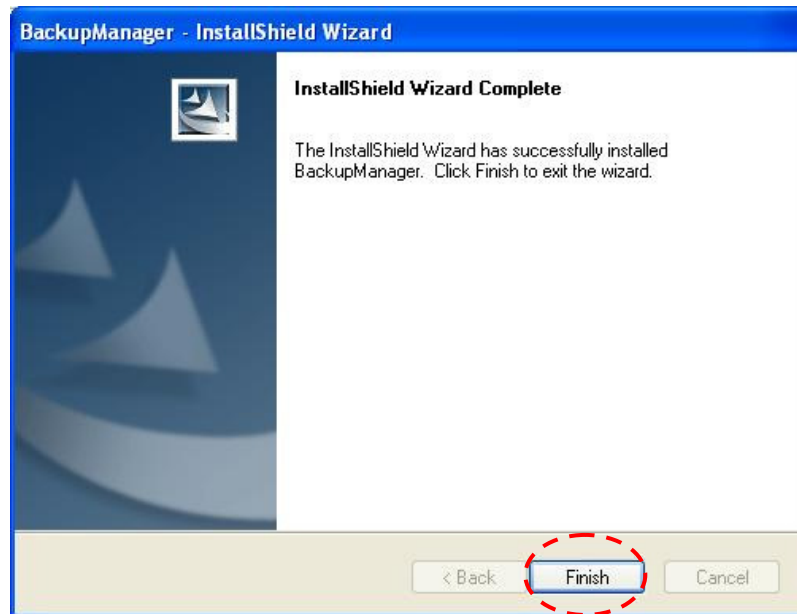 BackupManager - InstallShield Wizard
InstallShield Wizard Complete
The InstallShield Wizard has successfully installed
BackupManager. Click Finish to exit the wizard.
< Back
Finish
Cancel